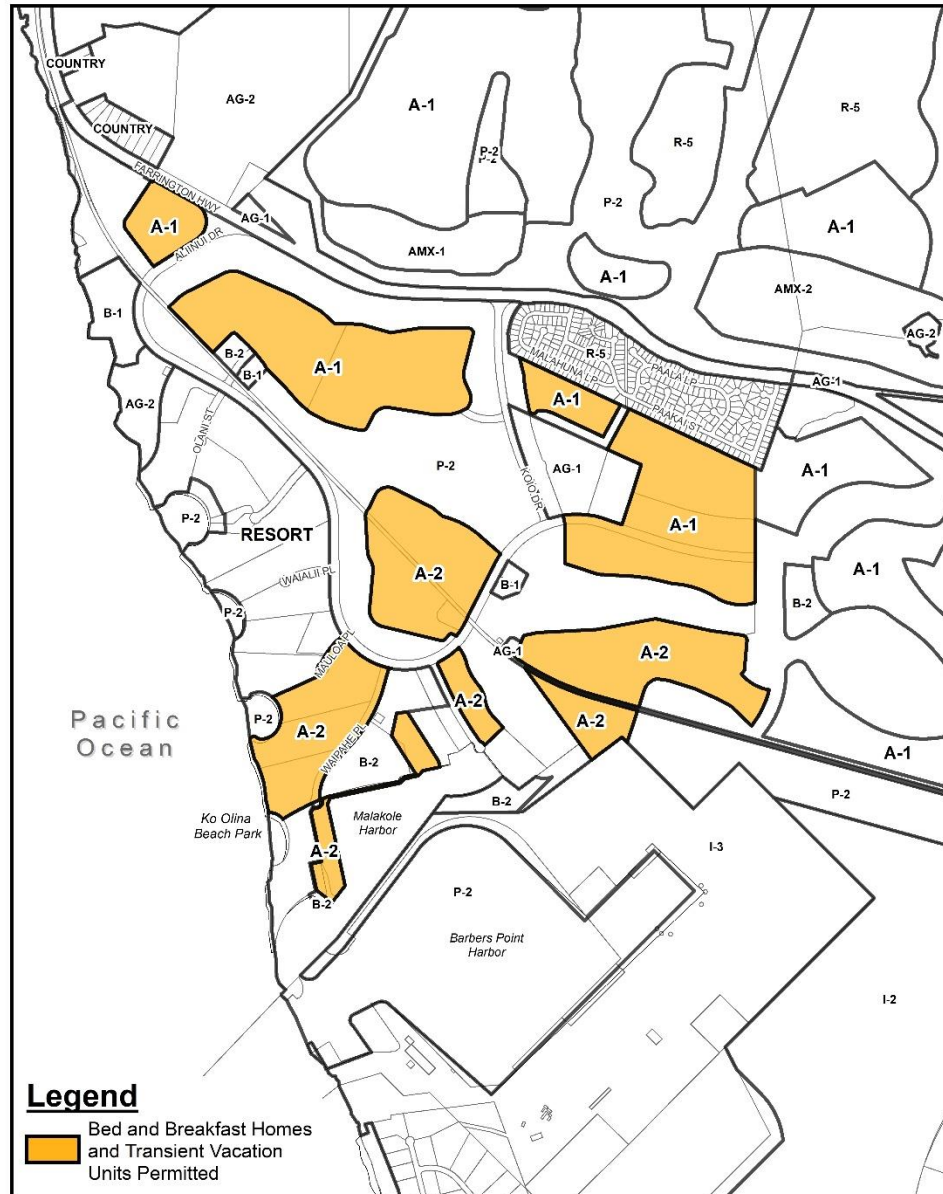 COUNTRY
AG-2
A-1
R-5
COUNTRY
P-2
P-2
R-5
FARRINGTON HWY
P-2
AG-1
A-1
A-1
ALIINUI DR
AMX-1
A-1
AMX-2
B-1
AG-2
B-2
R-5
PAALA LP
B-1
A-1
MALAHUNA LP
AG-1
AG-2
A-1
PAAKAI ST
OLANI ST
P-2
AG-1
A-1
KOIO DR
P-2
RESORT
A-1
A-2
WAIALII PL
B-1
A-1
P-2
B-2
MAULOA PL
AG-1
A-2
Pacific
Ocean
P-2
A-2
A-2
A-2
WAIPAHE PL
A-1
B-2
P-2
B-2
Ko Olina
Beach Park
Malakole
Harbor
I-3
A-2
P-2
B-2
Barbers Point
Harbor
I-2
Legend
Bed and Breakfast Homes
and Transient Vacation
Units Permitted